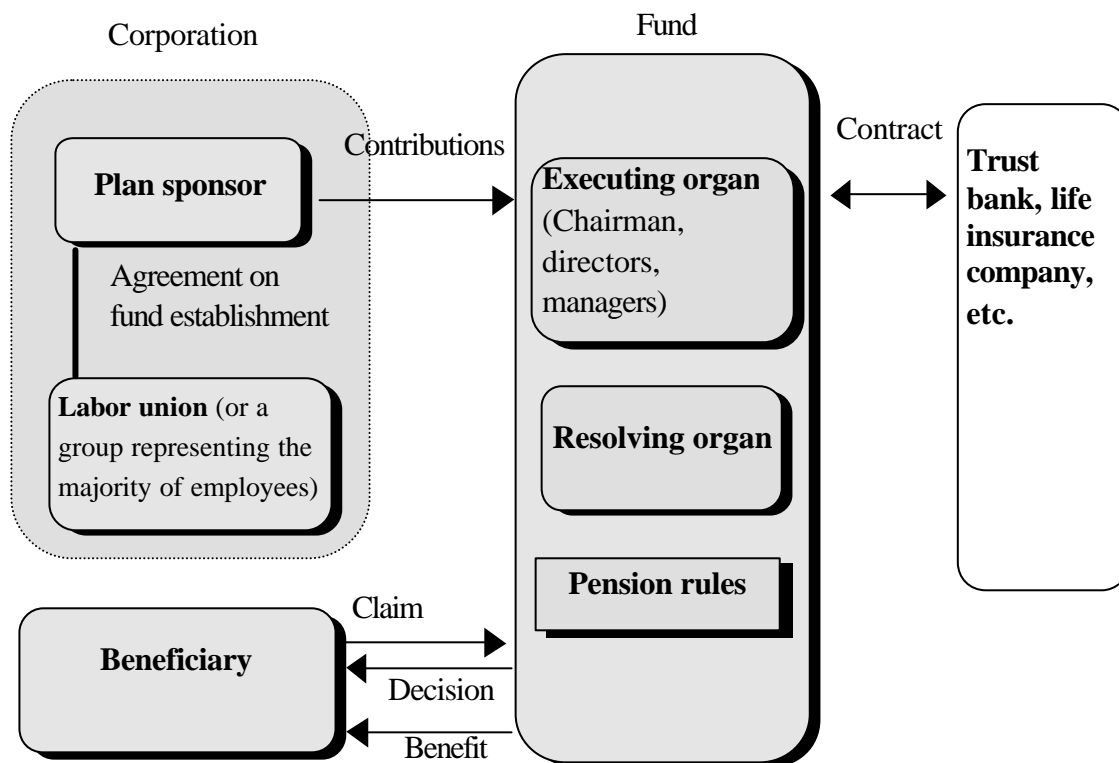 Corporation
Fund
Plan sponsor
Agreement on
fund establishment
Labor union (or a
group representing the
majority of employees)
Contributions
Executing organ
(Chairman,
directors,
managers)
Resolving organ
Pension rules
Contract
Trust
bank, life
insurance
company,
etc.
Beneficiary
Claim
Decision
Benefit